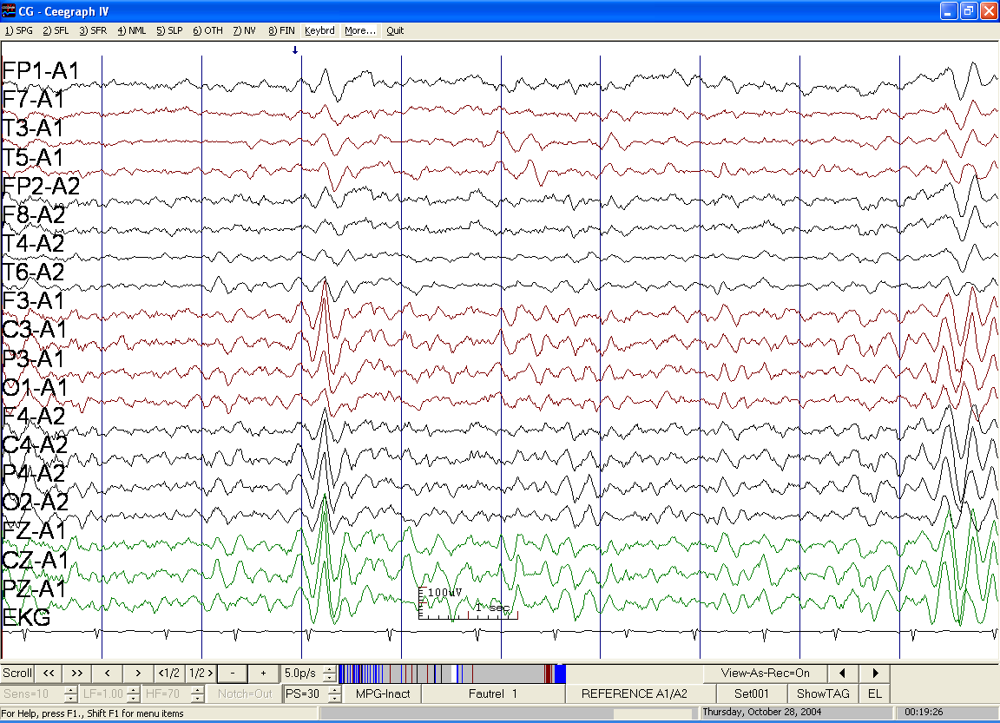 CG - Ceegraph IV
1) SPG 2) SFL 3) SFR 4) NML 5) SLP 6) OTH 7) NV 8) FIN Keybrd More... Quit
FP1-A1
F7-A1
T3-A1
T5-A1
FP2-A2
F8-A2
T4-A2
T6-A2
F3-A1
C3-A1
P3-A1
O1-A1
F4-A2
C4-A2
P4-A2
O2-A2
FZ-A1
CZ-A1
PZ-A1
100uV
1 sec
EKG
Scroll << >> < > <1/2 1/2> - + 5.0p/s View-As-Rec=On
Sens=10 LF=1.00 HF=70 Notch=Out PS=30 MPG-Inact Fautrel 1 REFERENCE A1/A2 Set001 ShowTAG EL
For Help, press F1., Shift F1 for menu items Thursday, October 28, 2004 00:19:26